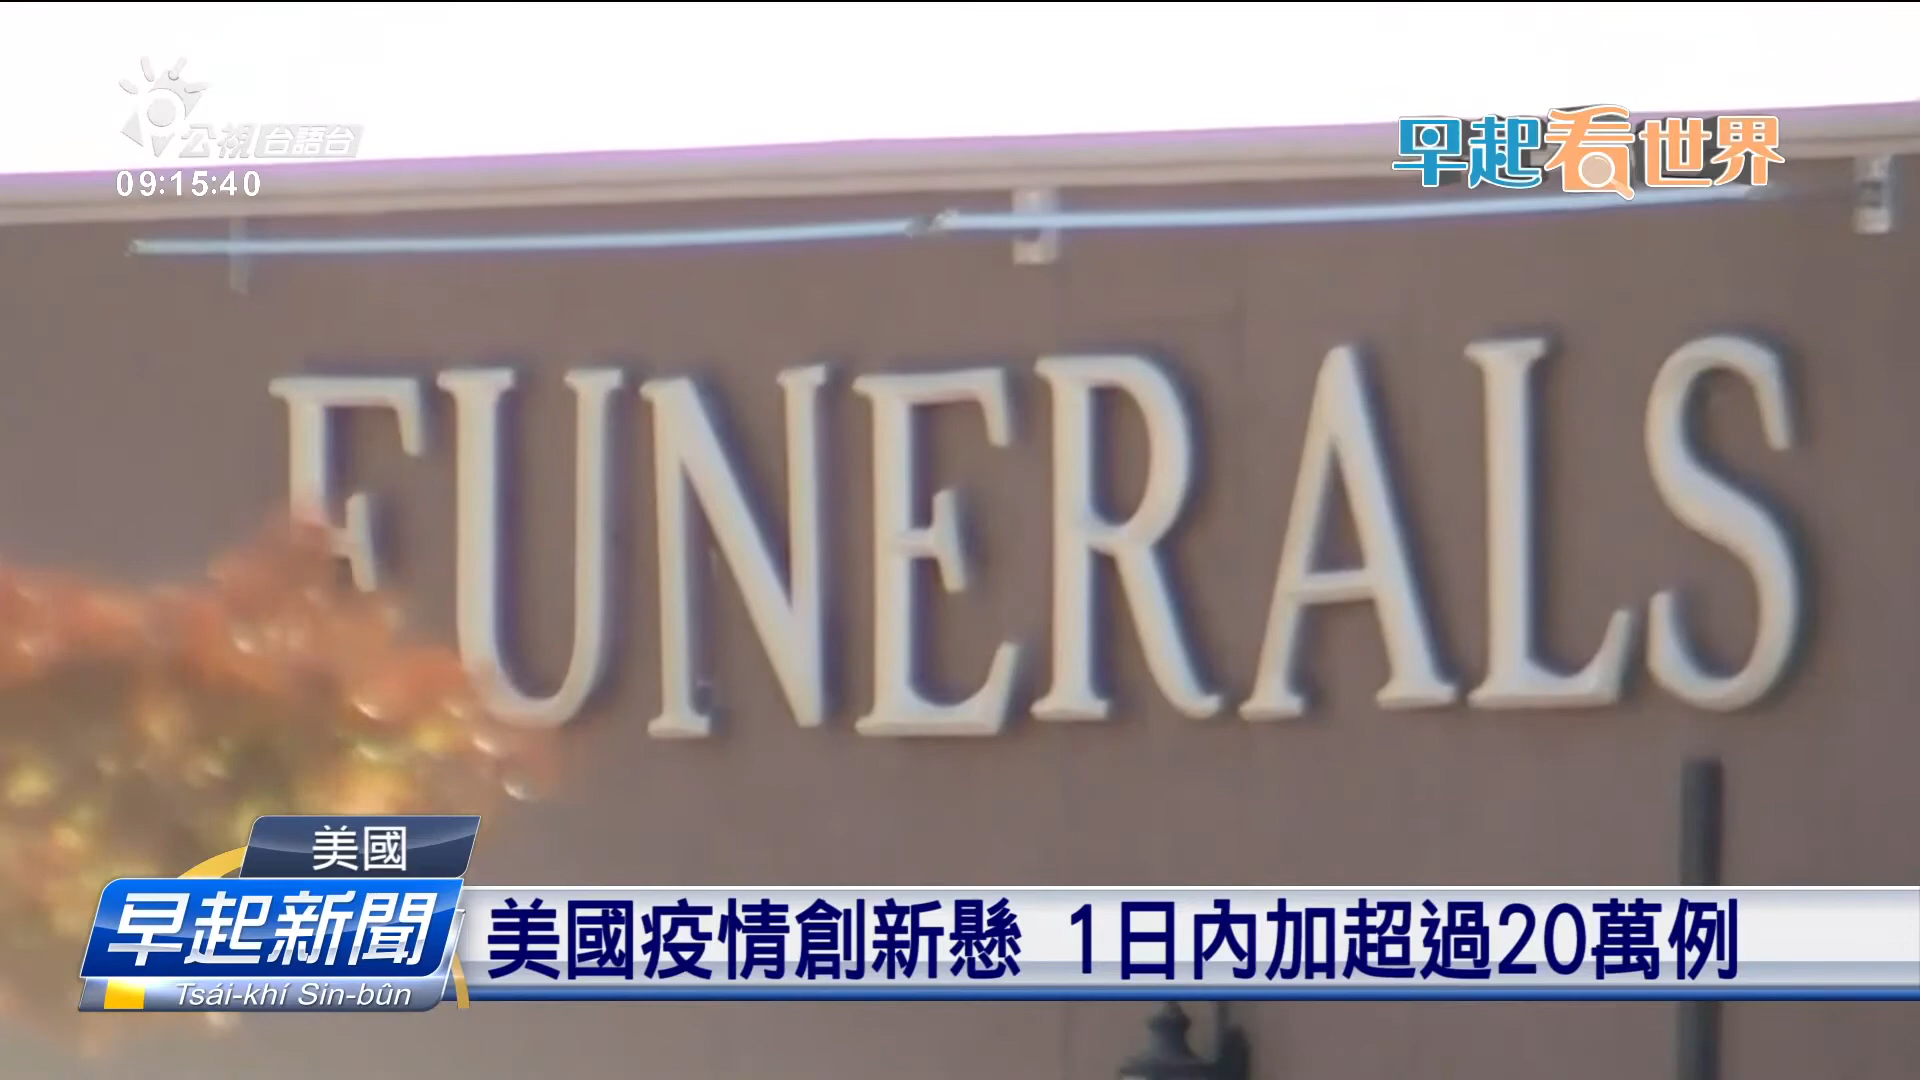 公視台語台
09:15:40
早起看世界
FUNERALS
美國
早起新聞
Tsái-khí Sin-bûn
美國疫情創新懸 1日內加超過20萬例